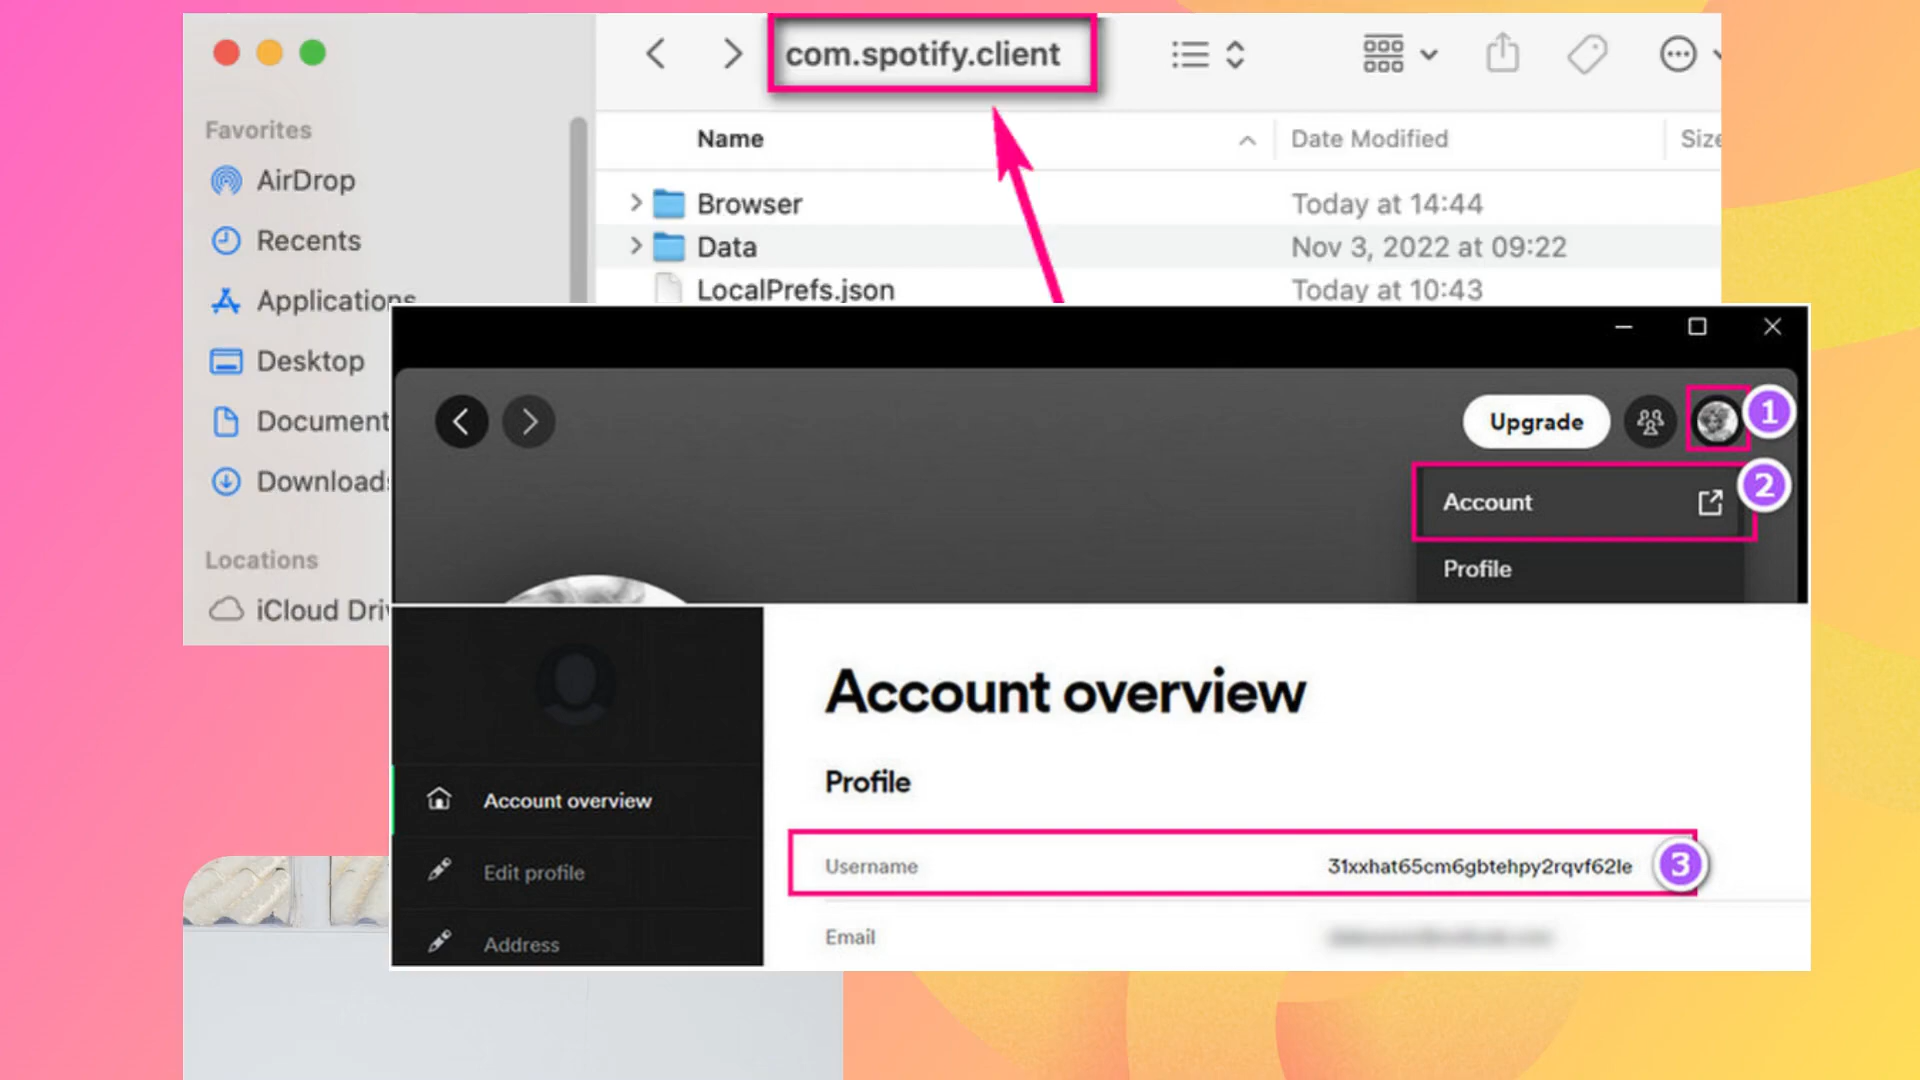 com.spotify.client
Favorites
AirDrop
Recents
Applications
Desktop
Document
Downloads
Locations
iCloud Driv
Name
Date Modified
Size
Browser
Today at 14:44
Data
Nov 3, 2022 at 09:22
LocalPrefs.json
Today at 10:43
Upgrade
1
Account
2
Profile
Account overview
Edit profile
Address
Account overview
Profile
Username
31xxhat65cm6gbtehpy2rqvf62le
3
Email